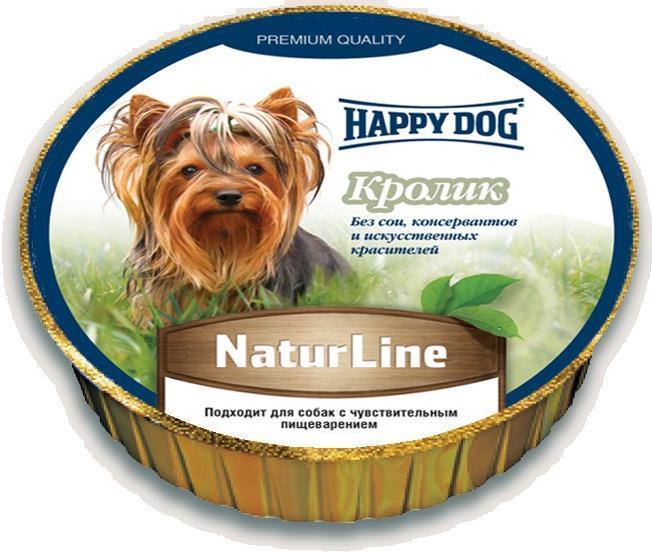 PREMIUM QUALITY
HAPPY DOG
Кролик
Без сои, консервантов
и искусственных
красителей
NaturLine
Подходит для собак с чувствительным
пищеварением